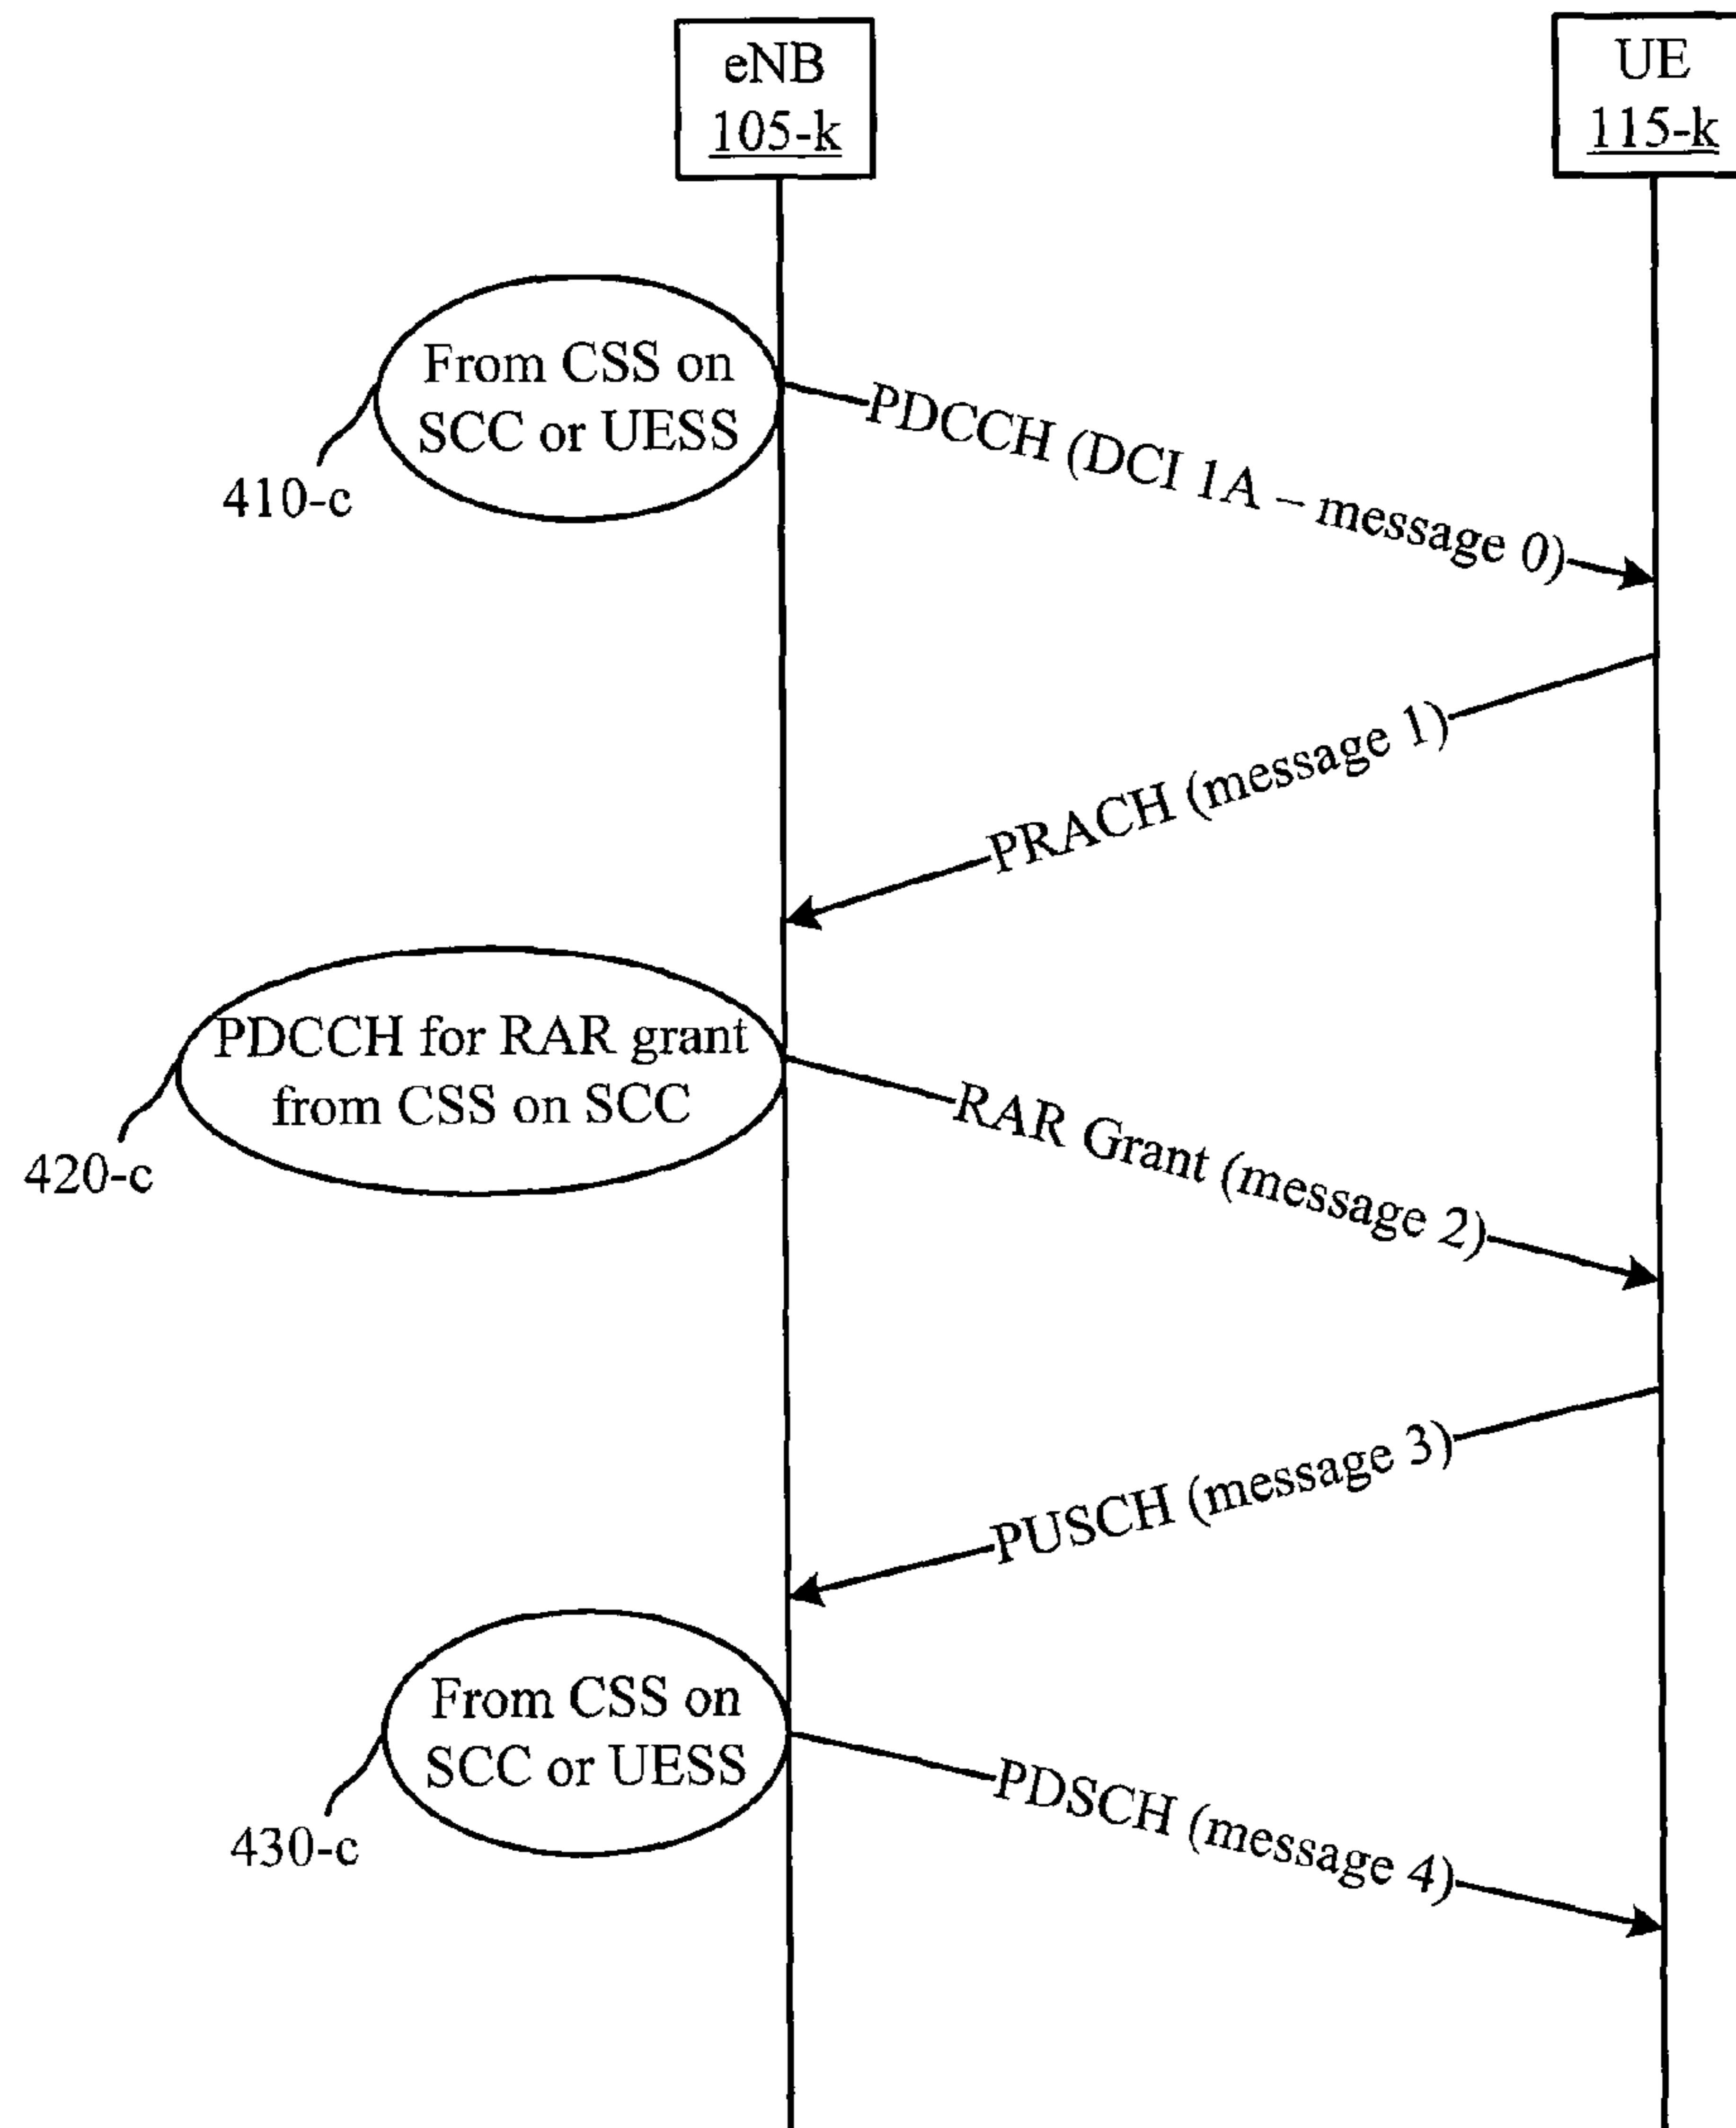 eNB
105-k
UE
115-k
From CSS on
SCC or UESS
410-c
PDCCH (DCI 1A – message 0)
PRACH (message 1)
PDCCH for RAR grant
from CSS on SCC
420-c
RAR Grant (message 2)
PUSCH (message 3)
From CSS on
SCC or UESS
430-c
PDSCH (message 4)